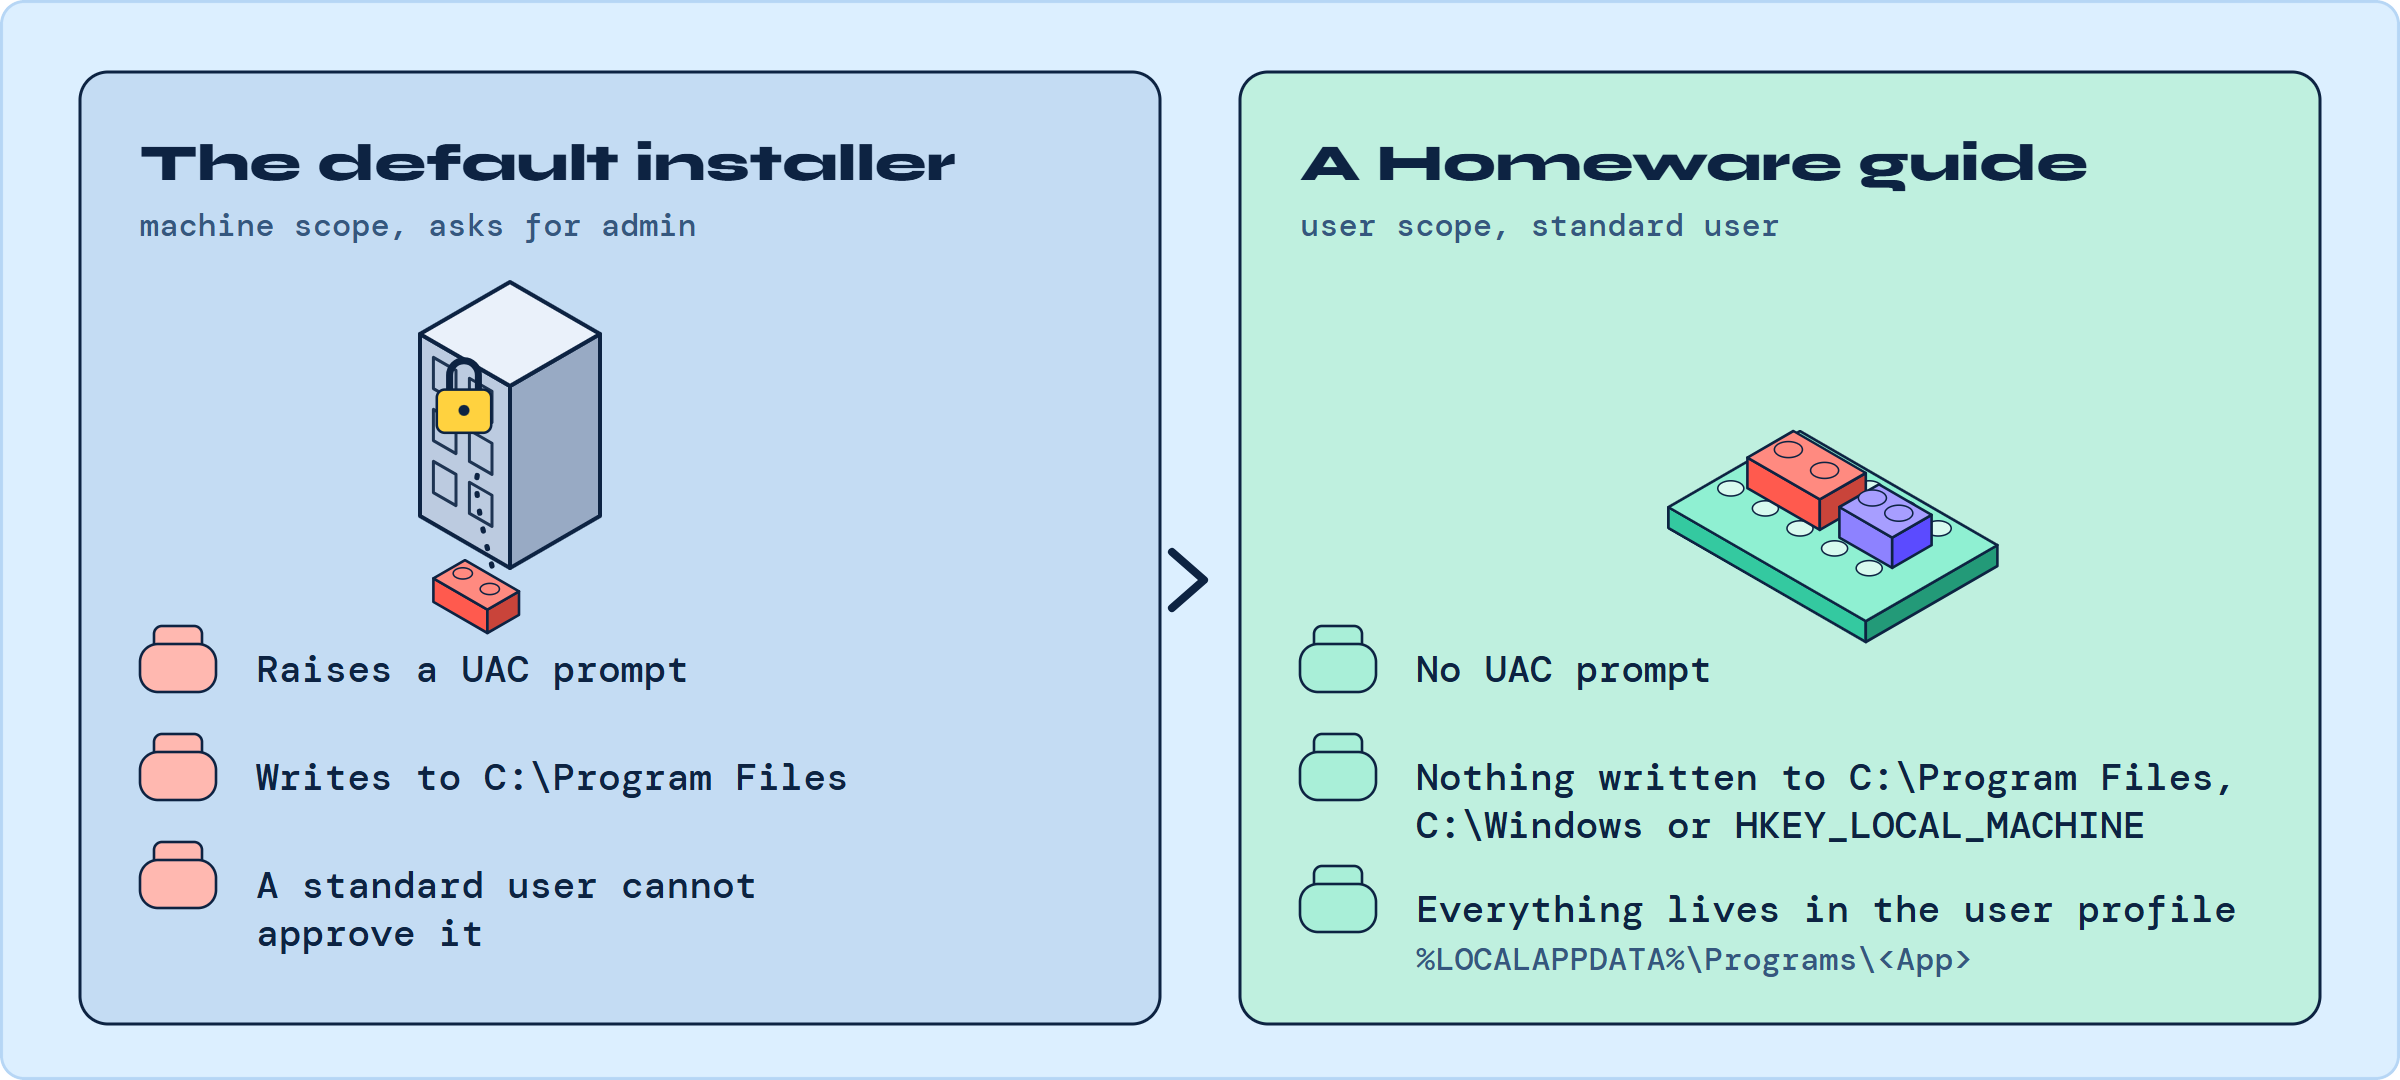 The default installer
machine scope, asks for admin
Raises a UAC prompt
Writes to C:\Program Files
A standard user cannot
approve it
A Homeware guide
user scope, standard user
No UAC prompt
Nothing written to C:\Program Files,
C:\Windows or HKEY_LOCAL_MACHINE
Everything lives in the user profile
%LOCALAPPDATA%\Programs\<App>